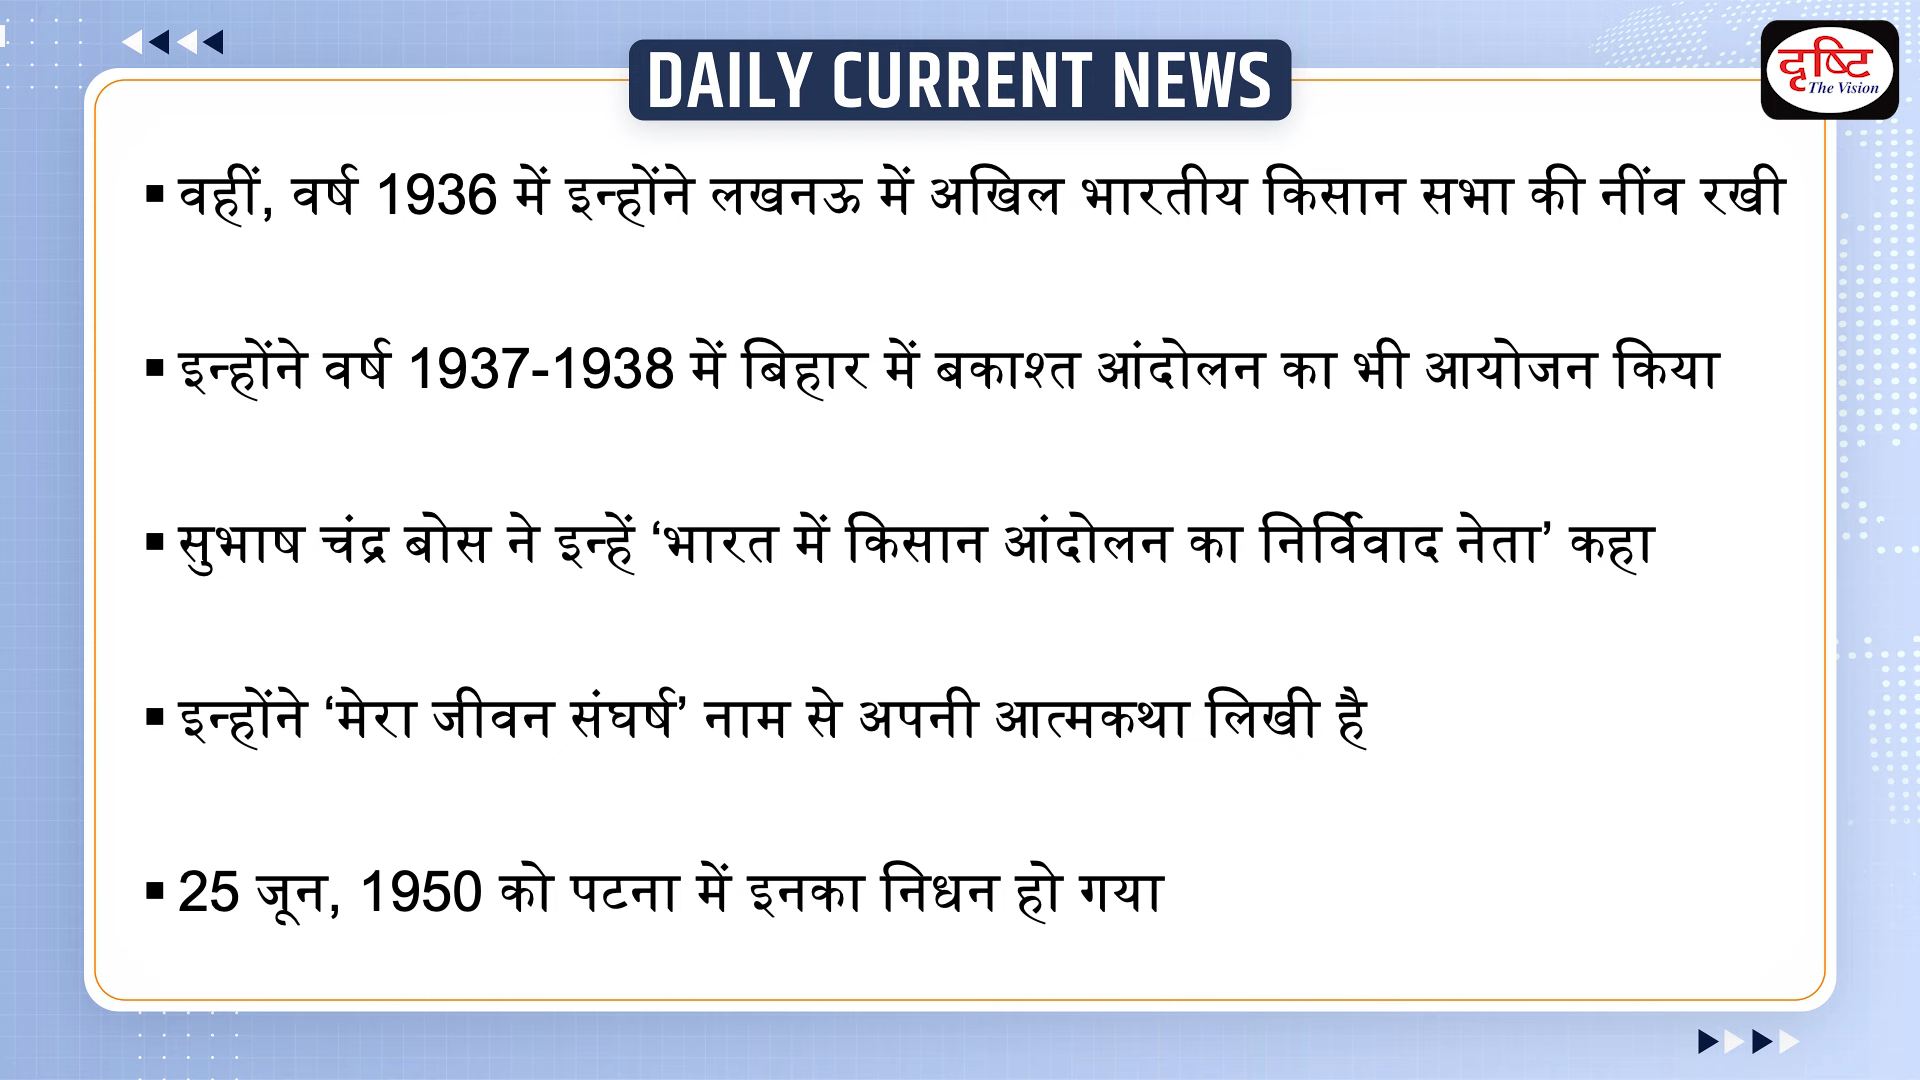 DAILY CURRENT NEWS
दृष्टि
The Vision
▪ वहीं, वर्ष 1936 में इन्होंने लखनऊ में अखिल भारतीय किसान सभा की नींव रखी
▪ इन्होंने वर्ष 1937-1938 में बिहार में बकाश्त आंदोलन का भी आयोजन किया
▪ सुभाष चंद्र बोस ने इन्हें ‘भारत में किसान आंदोलन का निर्विवाद नेता’ कहा
▪ इन्होंने ‘मेरा जीवन संघर्ष’ नाम से अपनी आत्मकथा लिखी है
▪ 25 जून, 1950 को पटना में इनका निधन हो गया